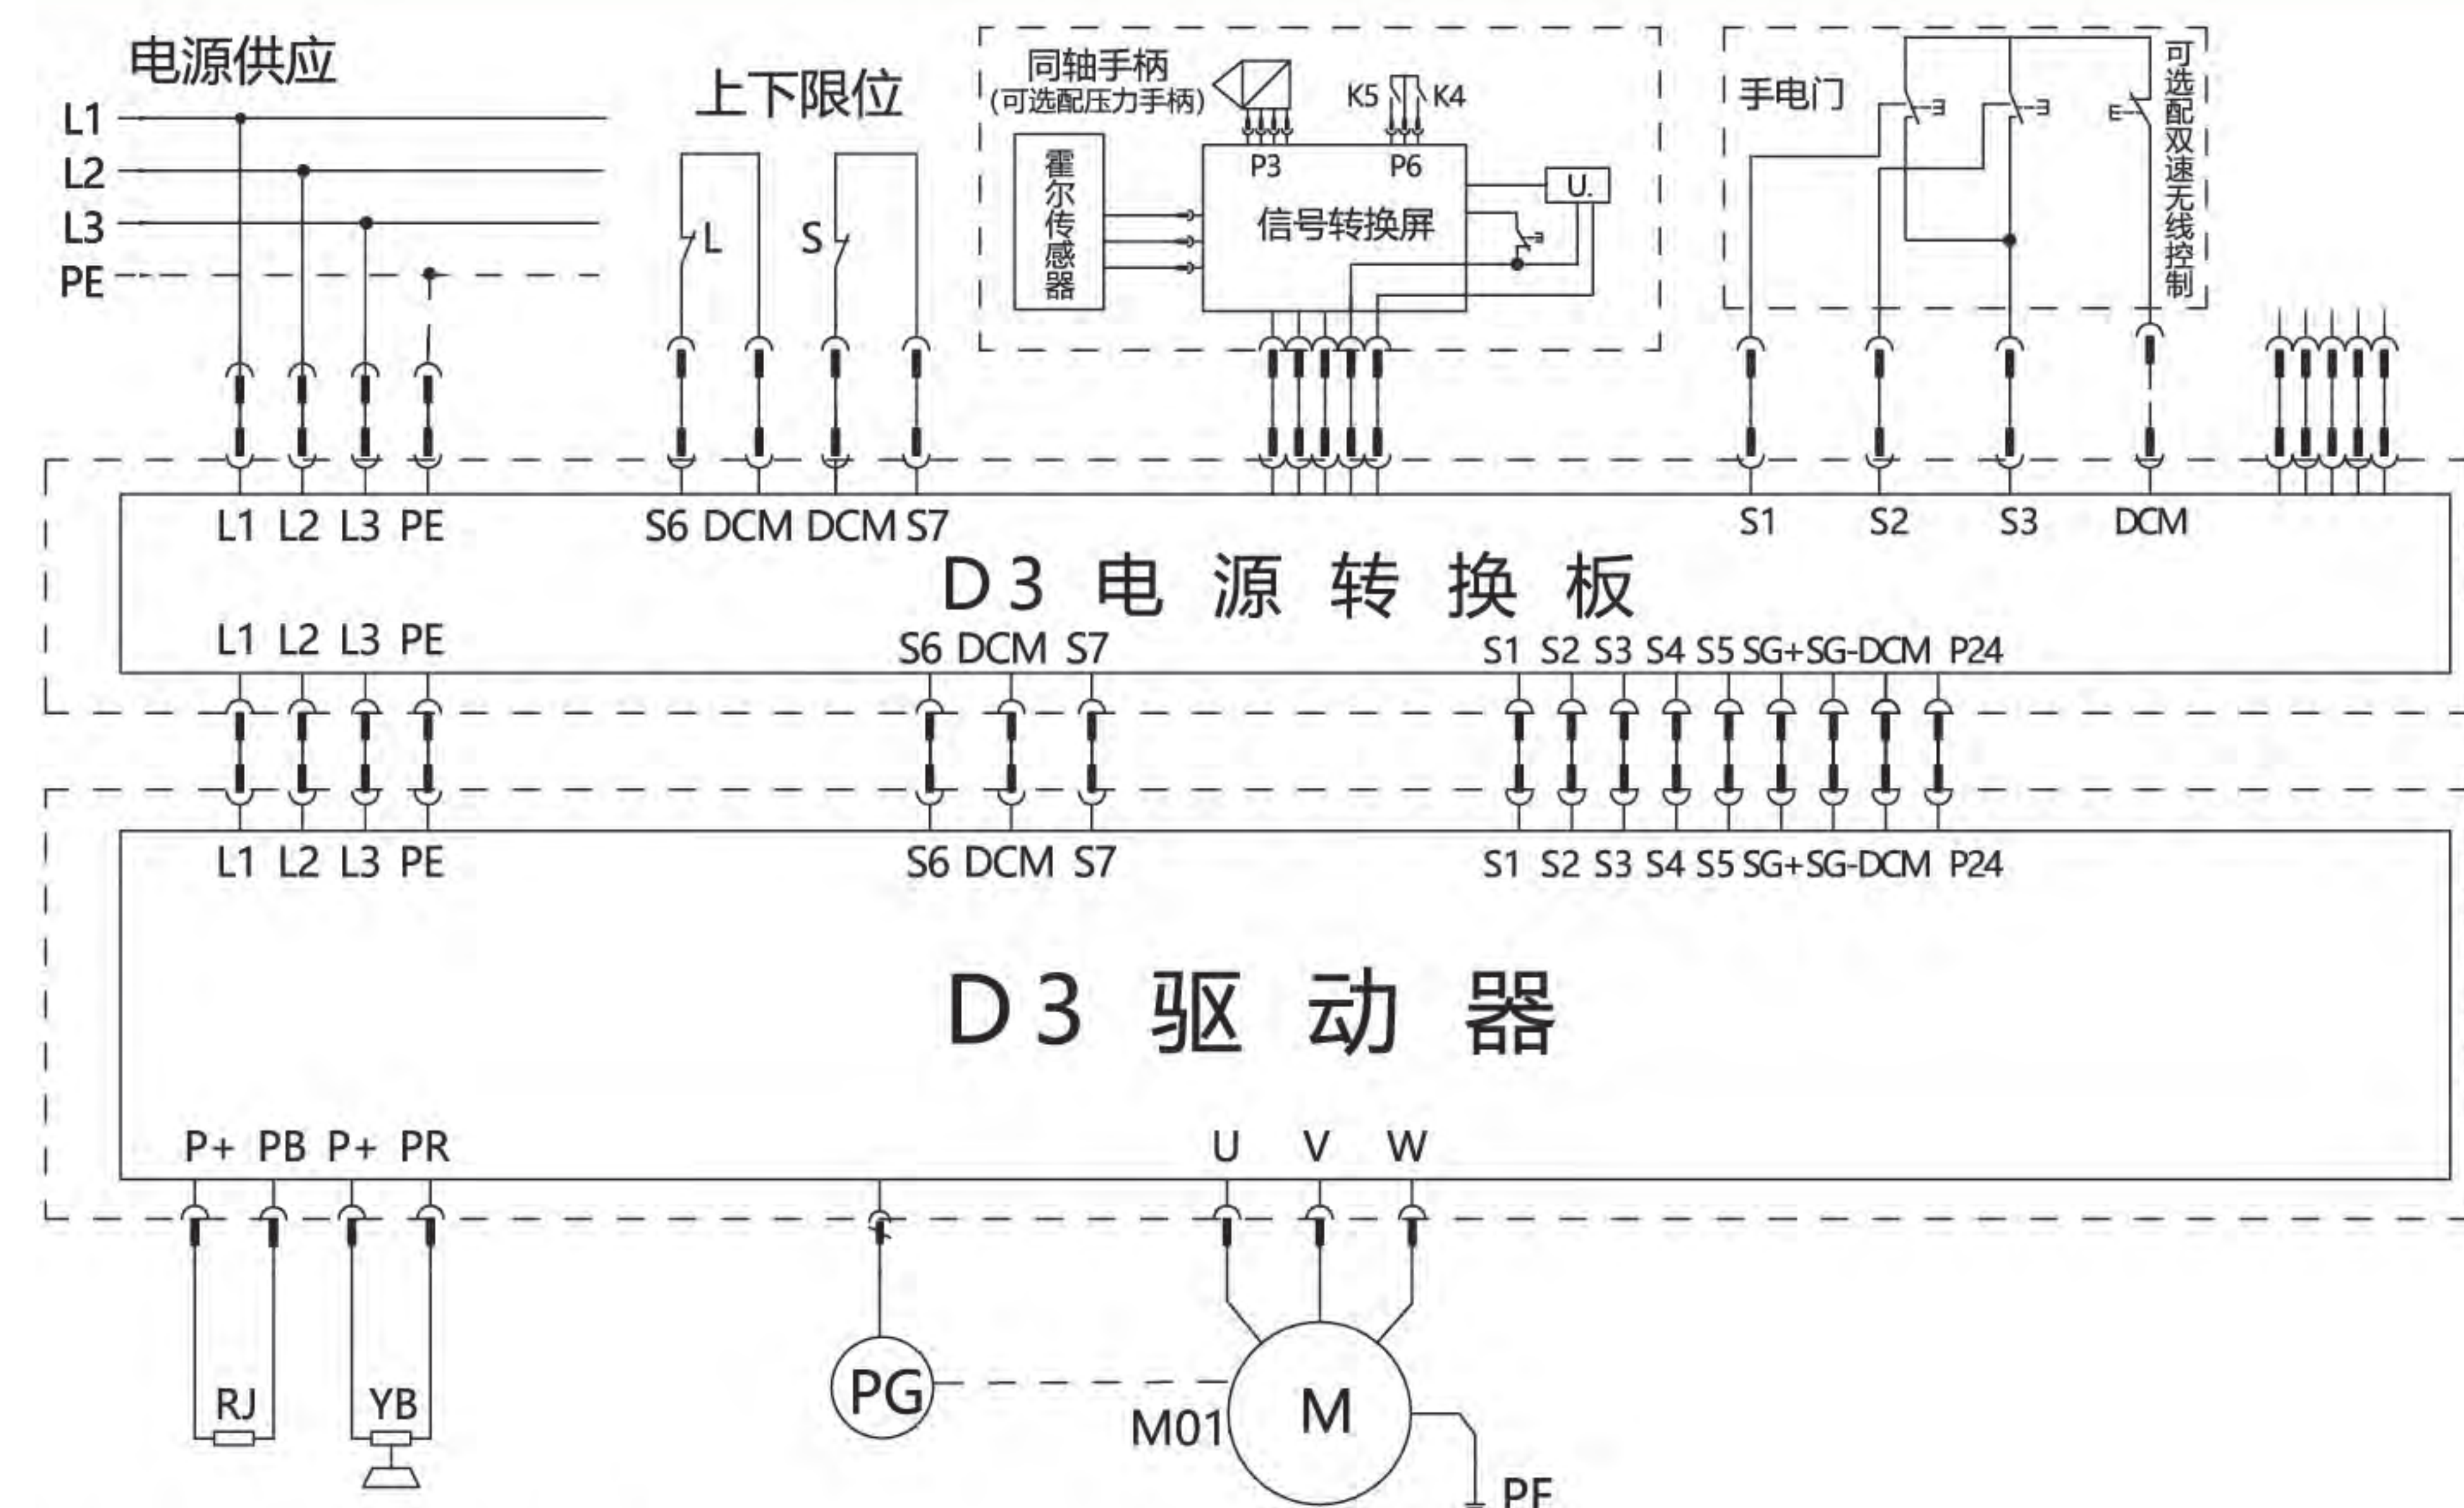 电源供应
L1
L2
L3
PE
上下限位
L
S
同轴手柄
(可选配压力手柄)
K5
K4
霍尔传感器
P3
P6
信号转换屏
U.
手电门
可选配双速无线控制
L1 L2 L3 PE
S6 DCM DCM S7
S1 S2 S3 DCM
D3 电源转换板
L1 L2 L3 PE
S6 DCM S7
S1 S2 S3 S4 S5 SG+ SG- DCM P24
L1 L2 L3 PE
S6 DCM S7
S1 S2 S3 S4 S5 SG+ SG- DCM P24
D3 驱动器
P+ PB P+ PR
U V W
RJ
YB
PG
M01
M
PE